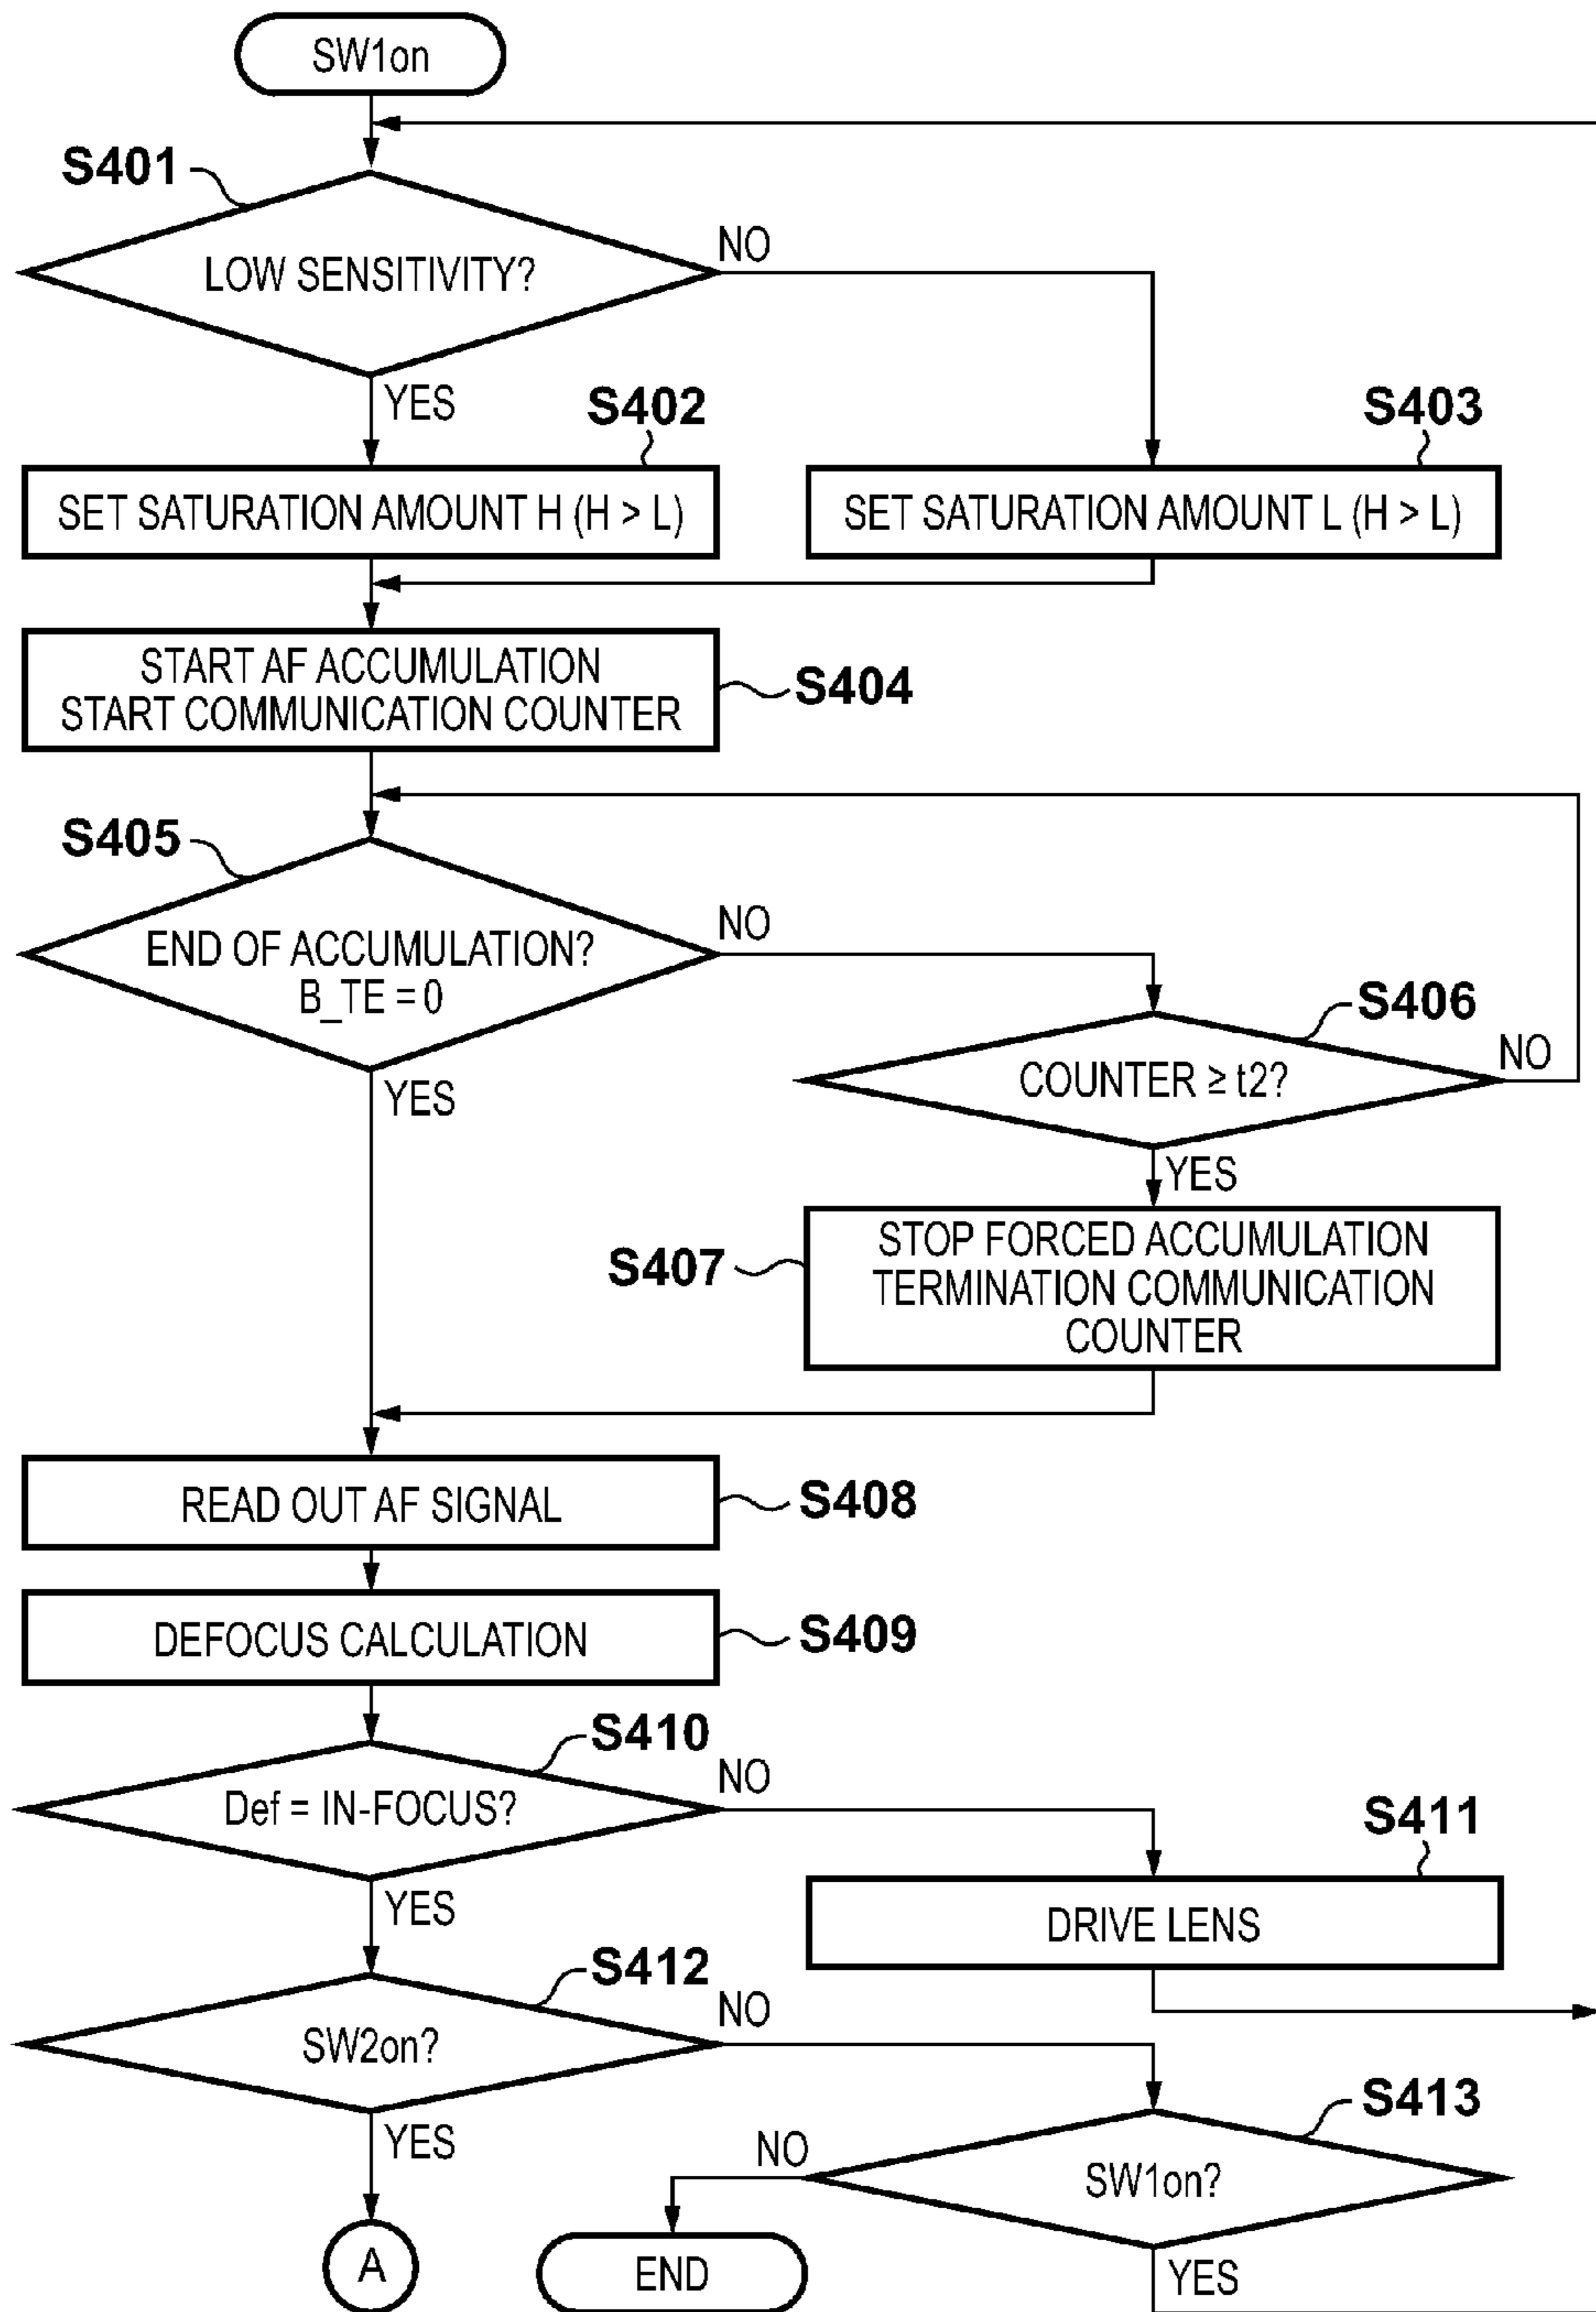 SW1on
S401
LOW SENSITIVITY?
NO
YES
S402
S403
SET SATURATION AMOUNT H (H > L)
SET SATURATION AMOUNT L (H > L)
START AF ACCUMULATION
START COMMUNICATION COUNTER
S404
S405
END OF ACCUMULATION?
B_TE = 0
NO
YES
S406
COUNTER ≥ t2?
NO
YES
S407
STOP FORCED ACCUMULATION
TERMINATION COMMUNICATION
COUNTER
READ OUT AF SIGNAL
S408
DEFOCUS CALCULATION
S409
S410
Def = IN-FOCUS?
NO
YES
S411
DRIVE LENS
S412
SW2on?
NO
YES
S413
SW1on?
NO
YES
A
END